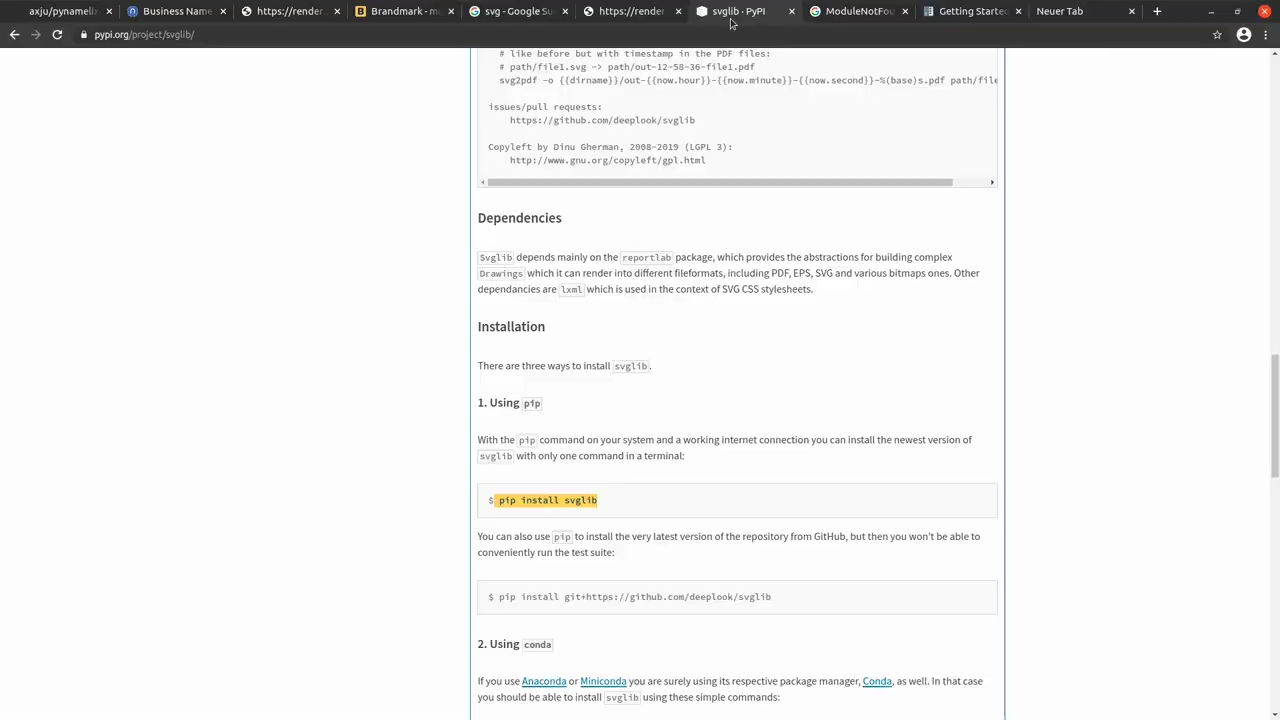 axju/pynamelix
Business Name
https://render
Brandmark - ma
svg - Google Su
https://render
svglib · PyPI
ModuleNotFou
Getting Starte
Neuer Tab
pypi.org/project/svglib/
# like before but with timestamp in the PDF files:
# path/file1.svg -> path/out-12-58-36-file1.pdf
svg2pdf -o {{dirname}}/out-{{now.hour}}-{{now.minute}}-{{now.second}}-%(base)s.pdf path/file
issues/pull requests:
https://github.com/deeplook/svglib
Copyleft by Dinu Gherman, 2008-2019 (LGPL 3):
http://www.gnu.org/copyleft/gpl.html
Dependencies
Svglib depends mainly on the reportlab package, which provides the abstractions for building complex
Drawings which it can render into different fileformats, including PDF, EPS, SVG and various bitmaps ones. Other
dependancies are lxml which is used in the context of SVG CSS stylesheets.
Installation
There are three ways to install svglib.
1. Using pip
With the pip command on your system and a working internet connection you can install the newest version of
svglib with only one command in a terminal:
$ pip install svglib
You can also use pip to install the very latest version of the repository from GitHub, but then you won't be able to
conveniently run the test suite:
$ pip install git+https://github.com/deeplook/svglib
2. Using conda
If you use Anaconda or Miniconda you are surely using its respective package manager, Conda, as well. In that case
you should be able to install svglib using these simple commands: